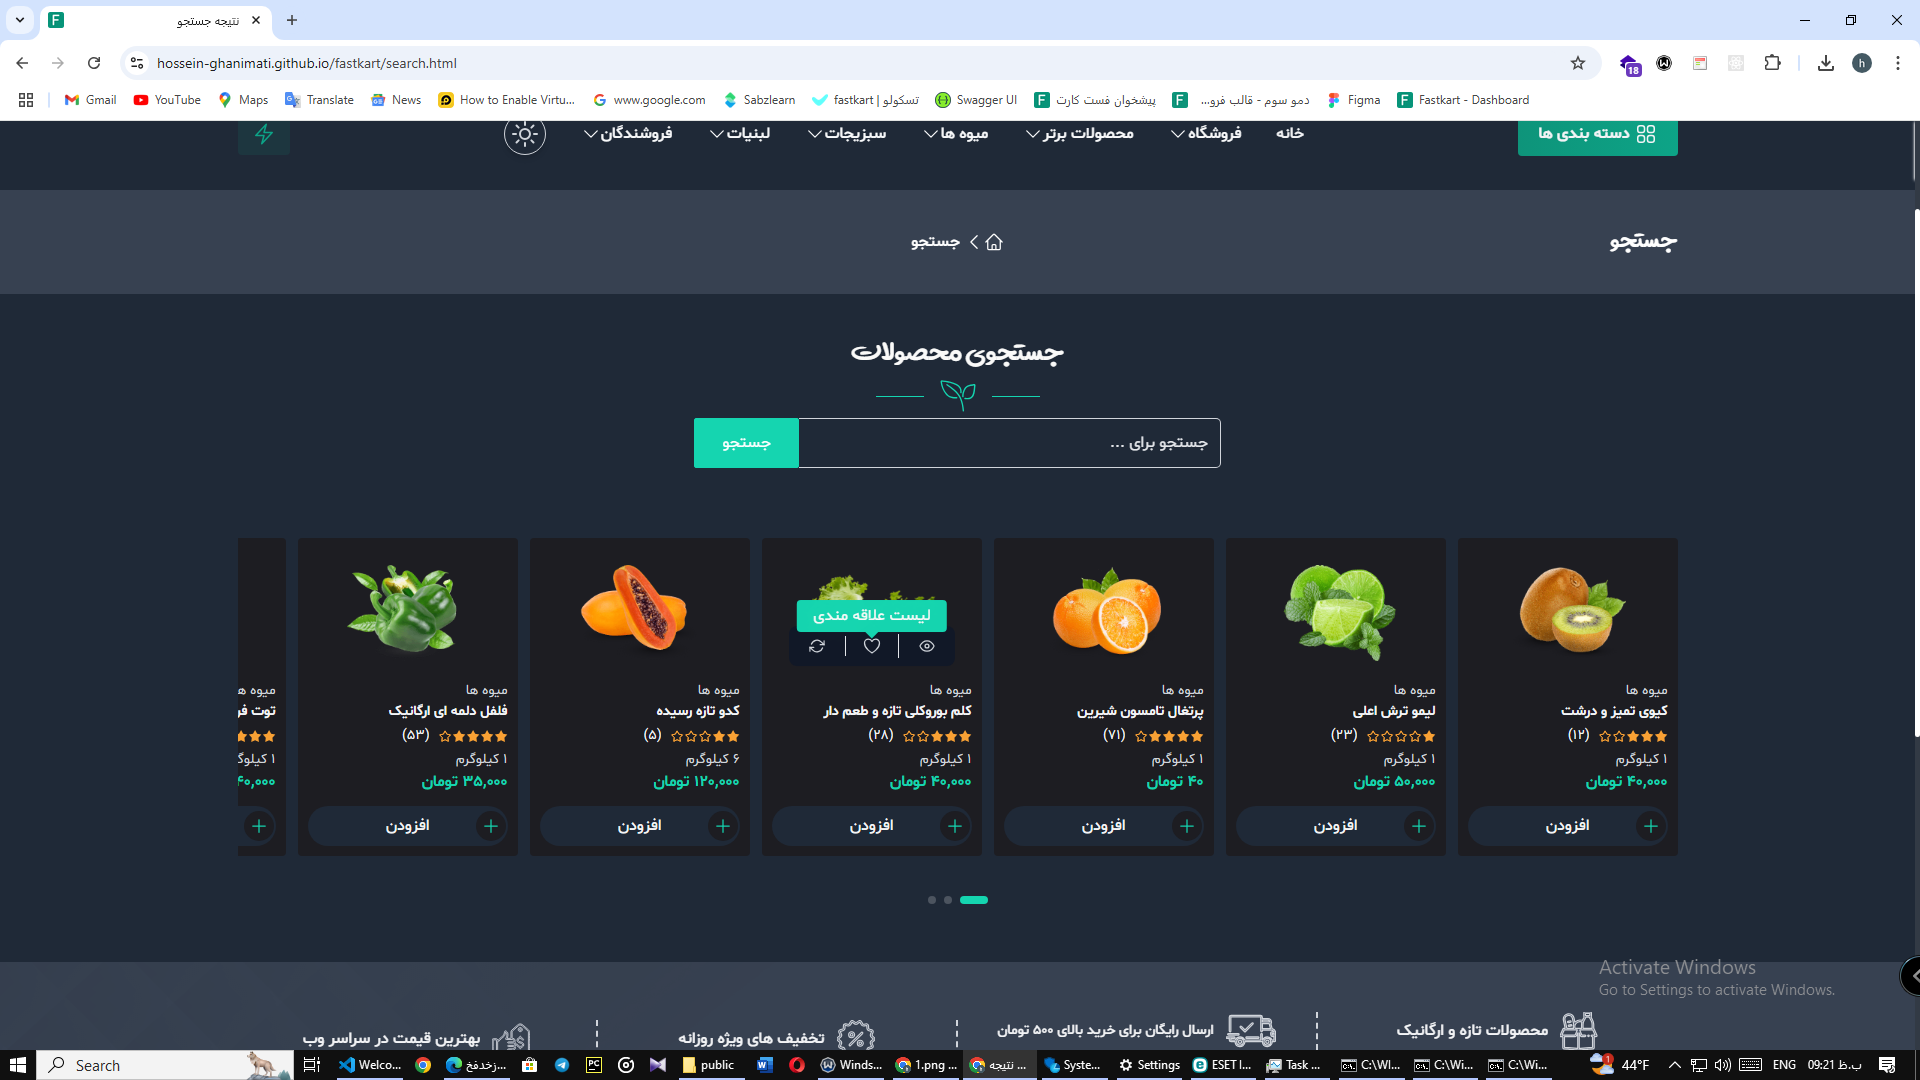 نتیجه جستجو
hossein-ghanimati.github.io/fastkart/search.html
18
h
Gmail
YouTube
Maps
Translate
News
How to Enable Virtu...
www.google.com
Sabzlearn
fastkart | تسکولو
Swagger UI
پیشخوان فست کارت
دمو سوم - قالب فرو...
Figma
Fastkart - Dashboard
دسته بندی ها
خانه
فروشگاه
محصولات برتر
میوه ها
سبزیجات
لبنیات
فروشندگان
جستجو
جستجو
جستجوی محصولات
جستجو برای ...
جستجو
لیست علاقه مندی
میوه ها
کیوی تمیز و درشت
(۱۲)
۱ کیلوگرم
۴۰,۰۰۰ تومان
افزودن
میوه ها
لیمو ترش اعلی
(۲۳)
۱ کیلوگرم
۵۰,۰۰۰ تومان
افزودن
میوه ها
پرتغال تامسون شیرین
(۷۱)
۱ کیلوگرم
۴۰ تومان
افزودن
میوه ها
کلم بوروکلی تازه و طعم دار
(۲۸)
۱ کیلوگرم
۴۰,۰۰۰ تومان
افزودن
میوه ها
کدو تازه رسیده
(۵)
۶ کیلوگرم
۱۲۰,۰۰۰ تومان
افزودن
میوه ها
فلفل دلمه ای ارگانیک
(۵۳)
۱ کیلوگرم
۳۵,۰۰۰ تومان
افزودن
میوه ه
توت فر
۱ کیلوگ
۴۰,۰۰۰
Activate Windows
Go to Settings to activate Windows.
محصولات تازه و ارگانیک
ارسال رایگان برای خرید بالای ۵۰۰ تومان
تخفیف های ویژه روزانه
بهترین قیمت در سراسر وب
Search
Welco...
زخدفخ...
PC
public
Winds...
1.png ...
نتیجه ...
Syste...
Settings
ESET I...
Task ...
C:\WI...
C:\Wi...
C:\Wi...
1
44°F
ENG
09:21 ب.ظ